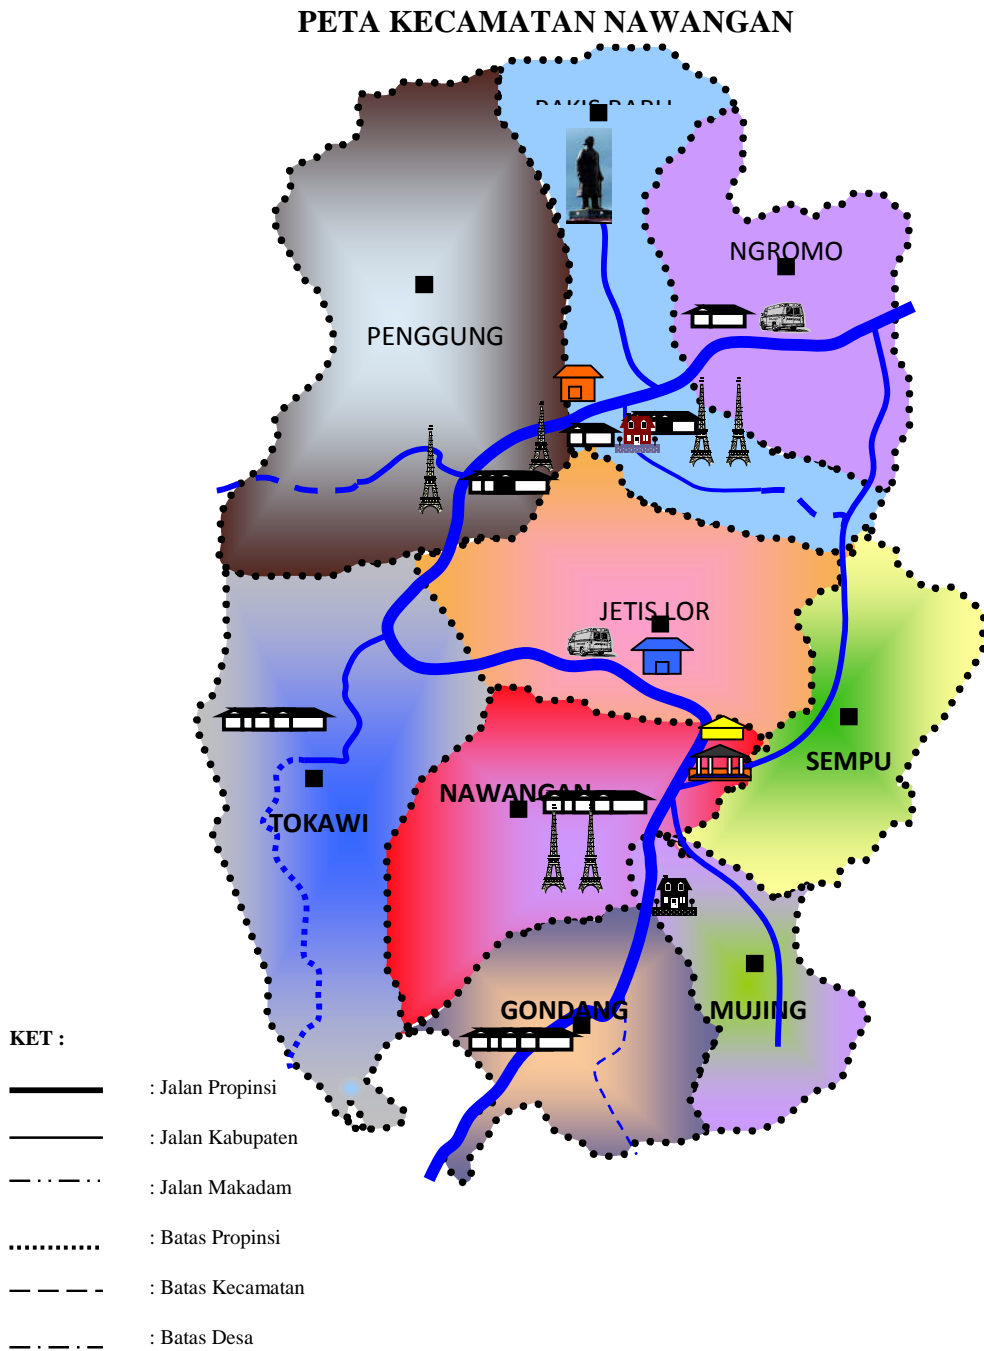 PETA KECAMATAN NAWANGAN
NGROMO
PENGGUNG
JETIS LOR
SEMPU
NAWANGAN
TOKAWI
GONDANG
MUJING
KET :
: Jalan Propinsi
: Jalan Kabupaten
: Jalan Makadam
: Batas Propinsi
: Batas Kecamatan
: Batas Desa